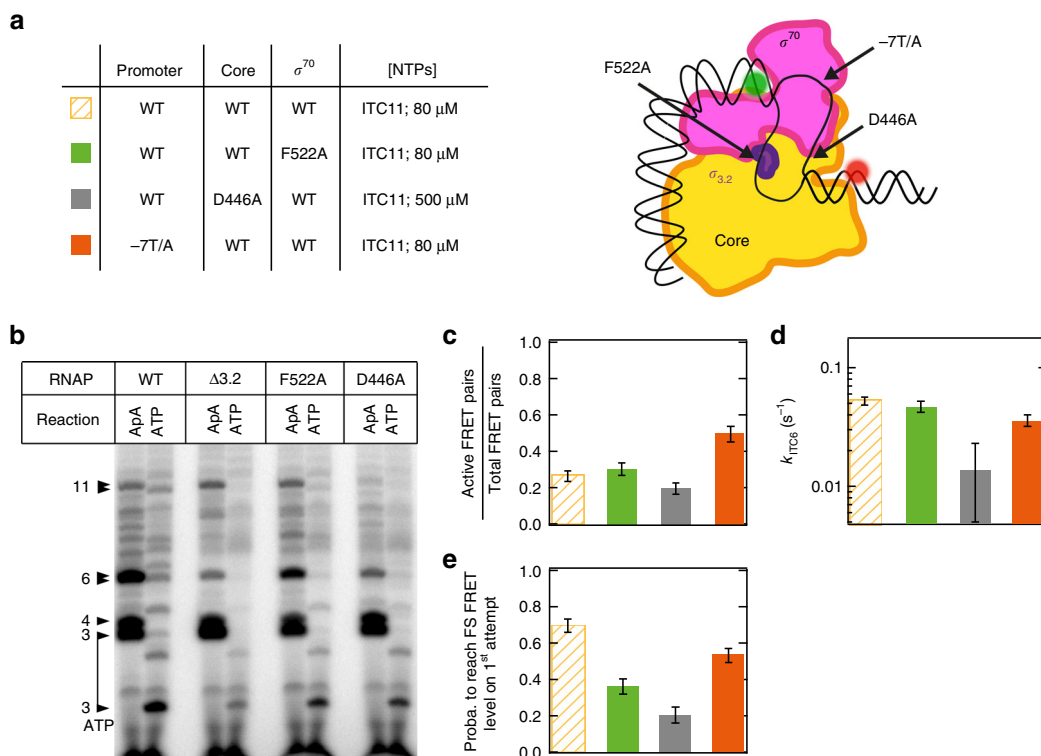 a
Promoter Core σ70 [NTPs]
WT WT WT ITC11; 80 μM
WT WT F522A ITC11; 80 μM
WT D446A WT ITC11; 500 μM
–7T/A WT WT ITC11; 80 μM
σ70
–7T/A
F522A
D446A
σ3.2
Core
b
RNAP WT Δ3.2 F522A D446A
Reaction ApA ATP ApA ATP ApA ATP ApA ATP
11
6
4
3
3
ATP
c
Active FRET pairs
Total FRET pairs
1.0
0.8
0.6
0.4
0.2
0.0
d
kITC6 (s–1)
0.1
0.01
e
Proba. to reach FS FRET
level on 1st attempt
1.0
0.8
0.6
0.4
0.2
0.0